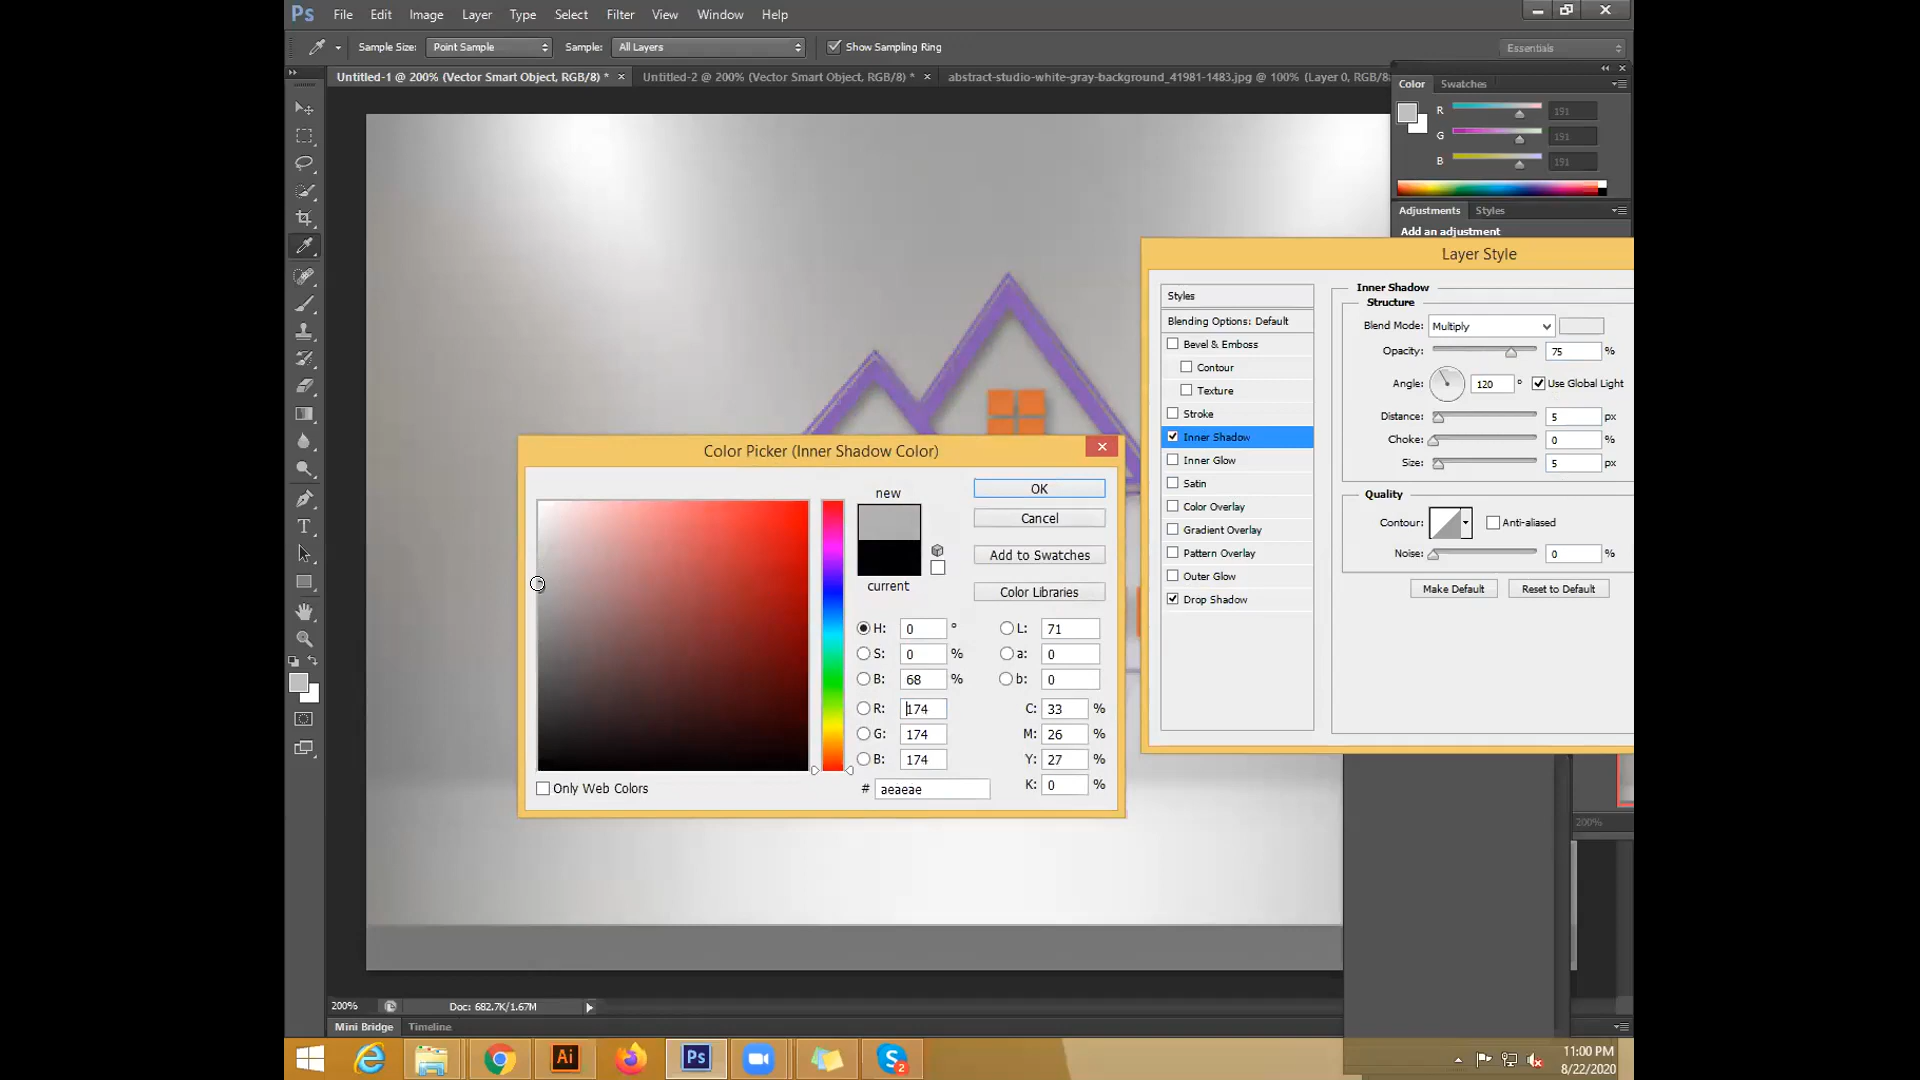 Ps File Edit Image Layer Type Select Filter View Window Help
Sample Size: Point Sample Sample: All Layers Show Sampling Ring Essentials
Untitled-1 @ 200% (Vector Smart Object, RGB/8) * × Untitled-2 @ 200% (Vector Smart Object, RGB/8) * × abstract-studio-white-gray-background_41981-1483.jpg @ 100% (Layer 0, RGB/8
Color Swatches
R 191
G 191
B 191
Adjustments Styles
Add an adjustment
Layer Style
Styles
Blending Options: Default
Bevel & Emboss
Contour
Texture
Stroke
Inner Shadow
Inner Glow
Satin
Color Overlay
Gradient Overlay
Pattern Overlay
Outer Glow
Drop Shadow
Inner Shadow
Structure
Blend Mode: Multiply
Opacity: 75 %
Angle: 120 ° Use Global Light
Distance: 5 px
Choke: 0 %
Size: 5 px
Quality
Contour: Anti-aliased
Noise: 0 %
Make Default Reset to Default
Color Picker (Inner Shadow Color)
new
current
OK
Cancel
Add to Swatches
Color Libraries
H: 0 ° L: 71
S: 0 % a: 0
B: 68 % b: 0
R: 174 C: 33 %
G: 174 M: 26 %
B: 174 Y: 27 %
# aeaeae K: 0 %
Only Web Colors
200%
200% Doc: 682.7K/1.67M
Mini Bridge Timeline
Ai Ps S 2
11:00 PM
8/22/2020